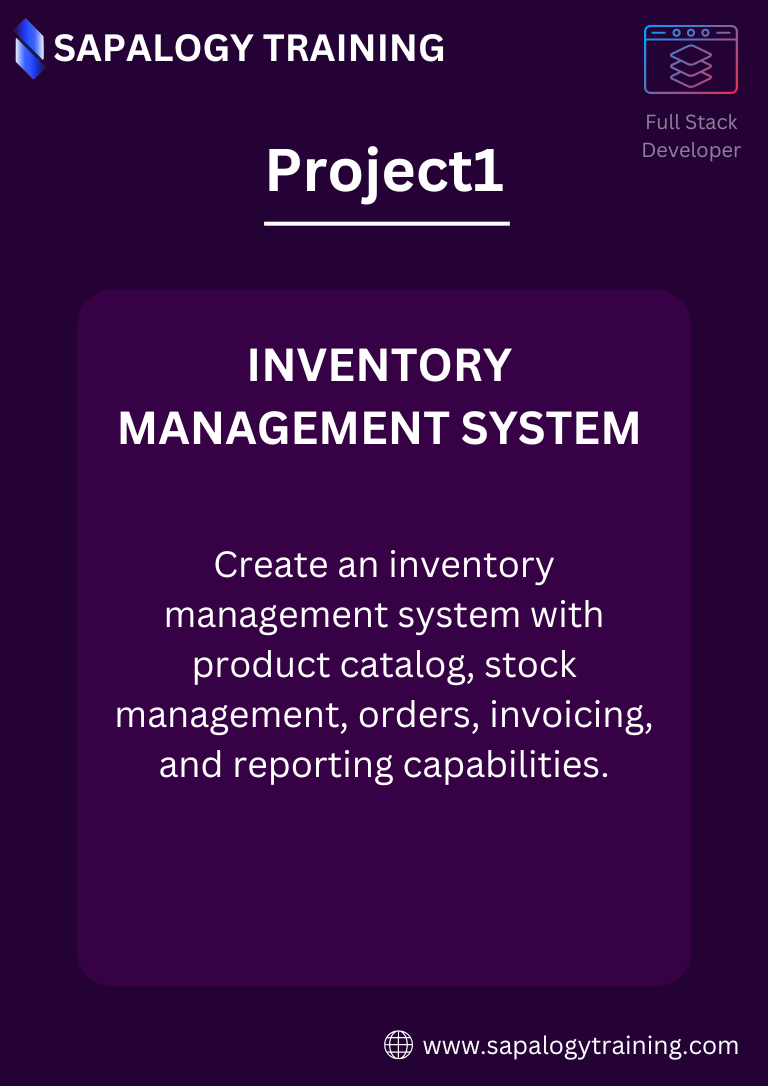 SAPALOGY TRAINING
Full Stack
Developer
Project1
INVENTORY
MANAGEMENT SYSTEM
Create an inventory
management system with
product catalog, stock
management, orders, invoicing,
and reporting capabilities.
www.sapalogytraining.com